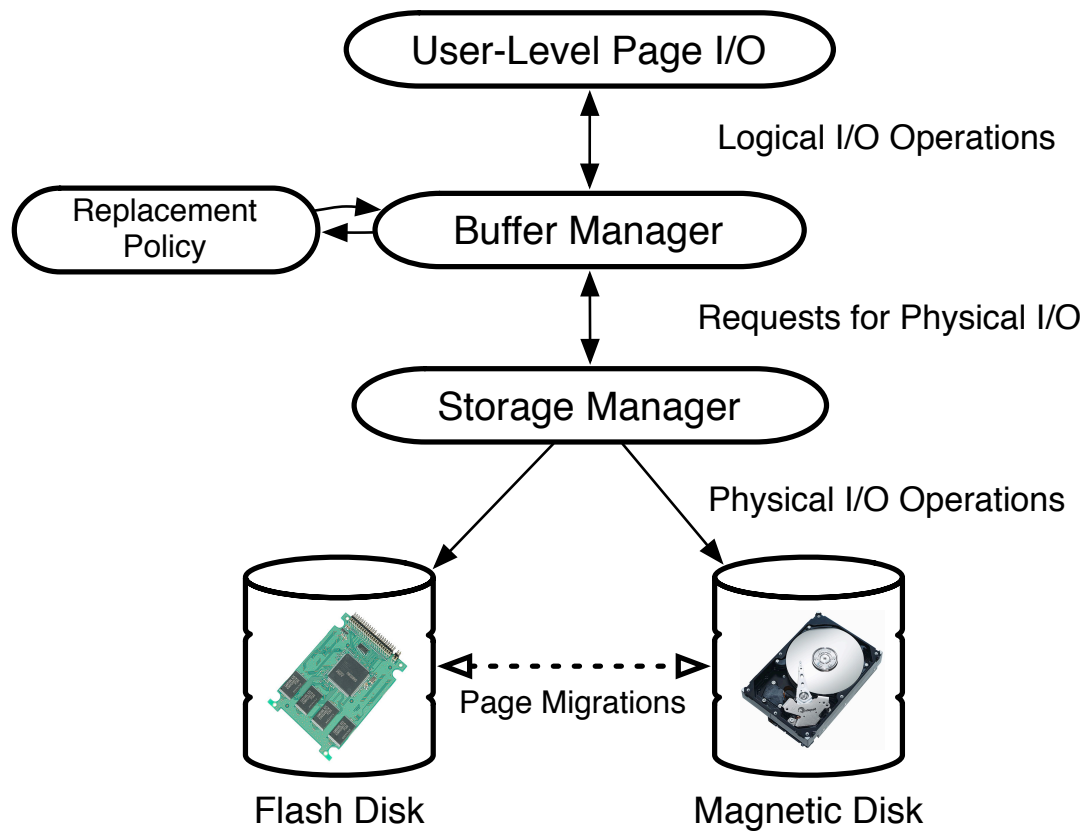 User-Level Page I/O
Logical I/O Operations
Replacement
Policy
Buffer Manager
Requests for Physical I/O
Storage Manager
Physical I/O Operations
Page Migrations
Flash Disk
Magnetic Disk